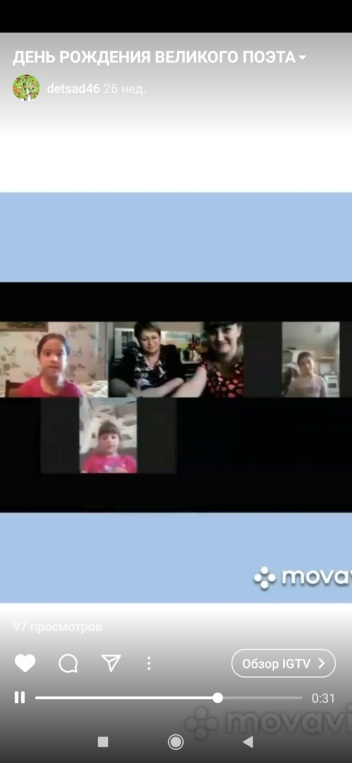 ДЕНЬ РОЖДЕНИЯ ВЕЛИКОГО ПОЭТА
detsad46 26 нед.
movavi
97 просмотров
Обзор IGTV
0:31
movavi